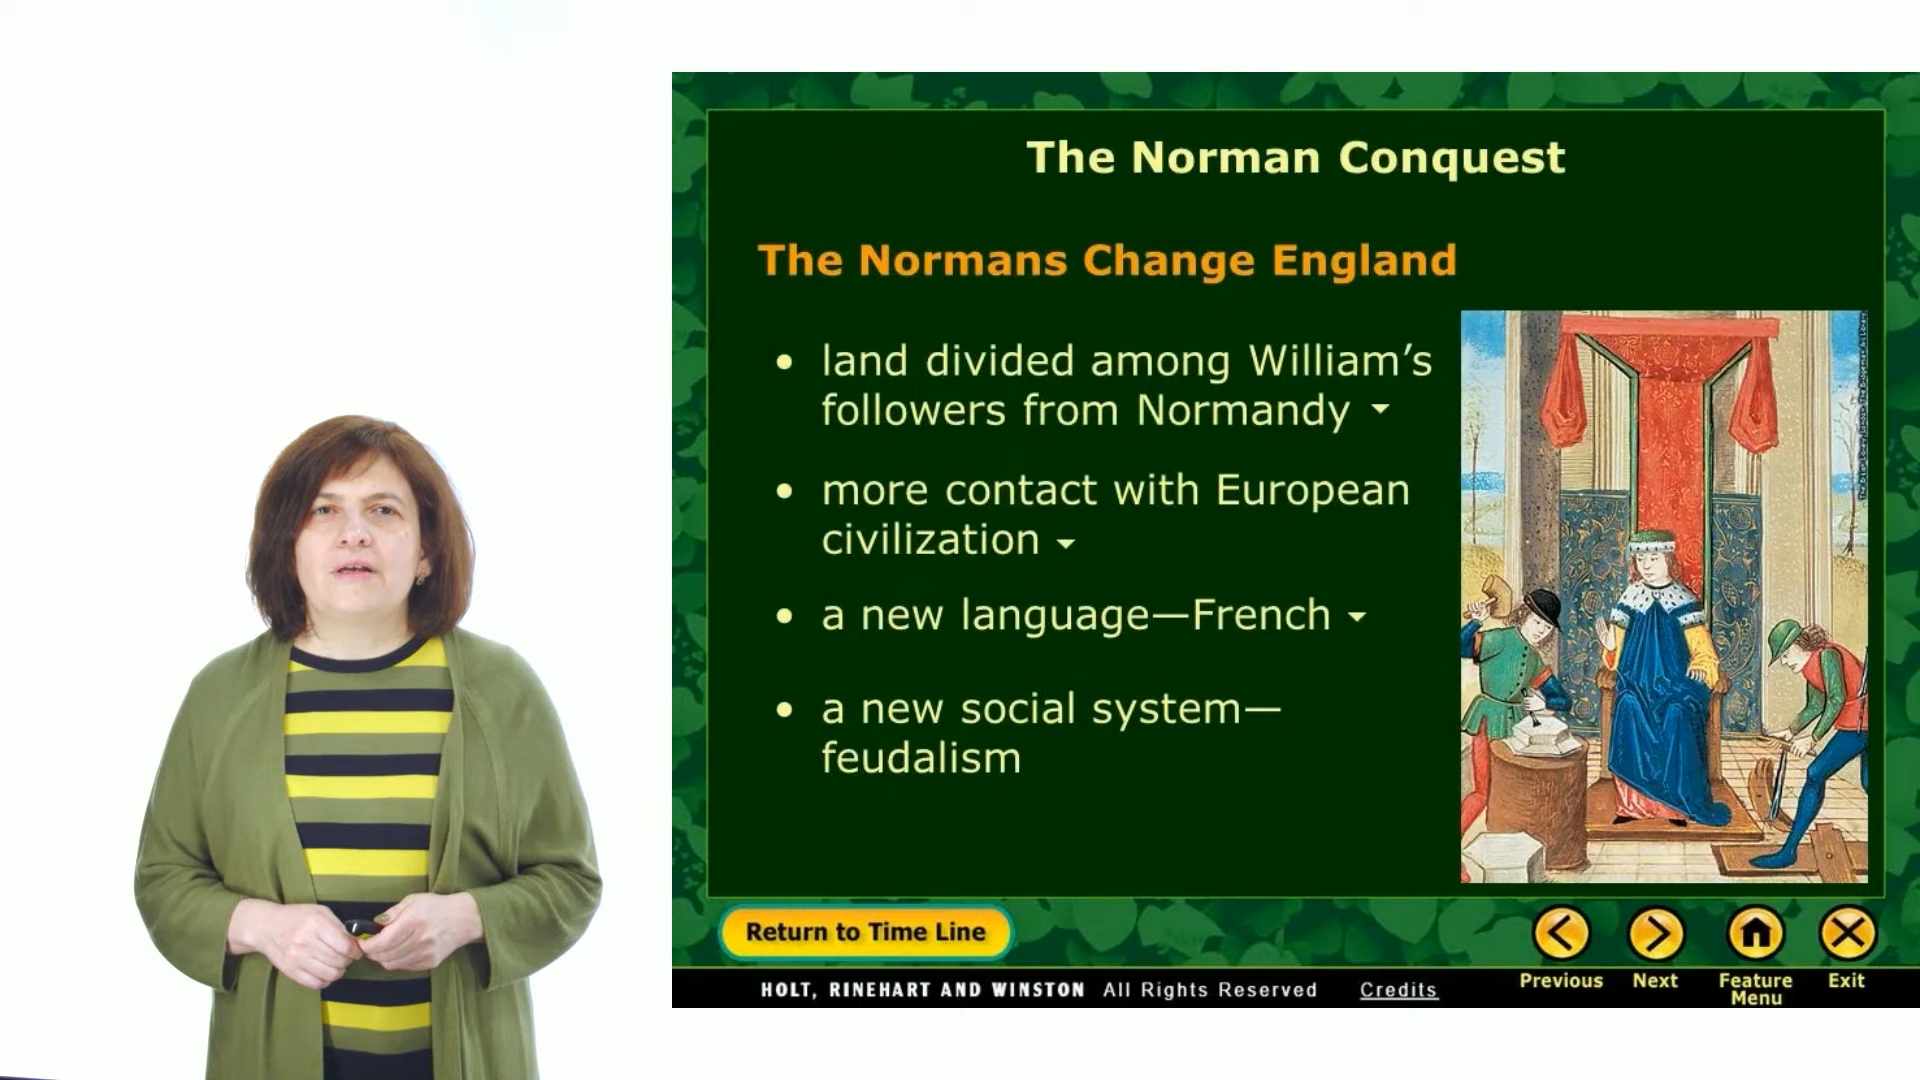 The Norman Conquest
The Normans Change England
• land divided among William’s
followers from Normandy
• more contact with European
civilization
• a new language—French
• a new social system—
feudalism
Return to Time Line
Previous
Next
Feature
Menu
Exit
HOLT, RINEHART AND WINSTON All Rights Reserved Credits